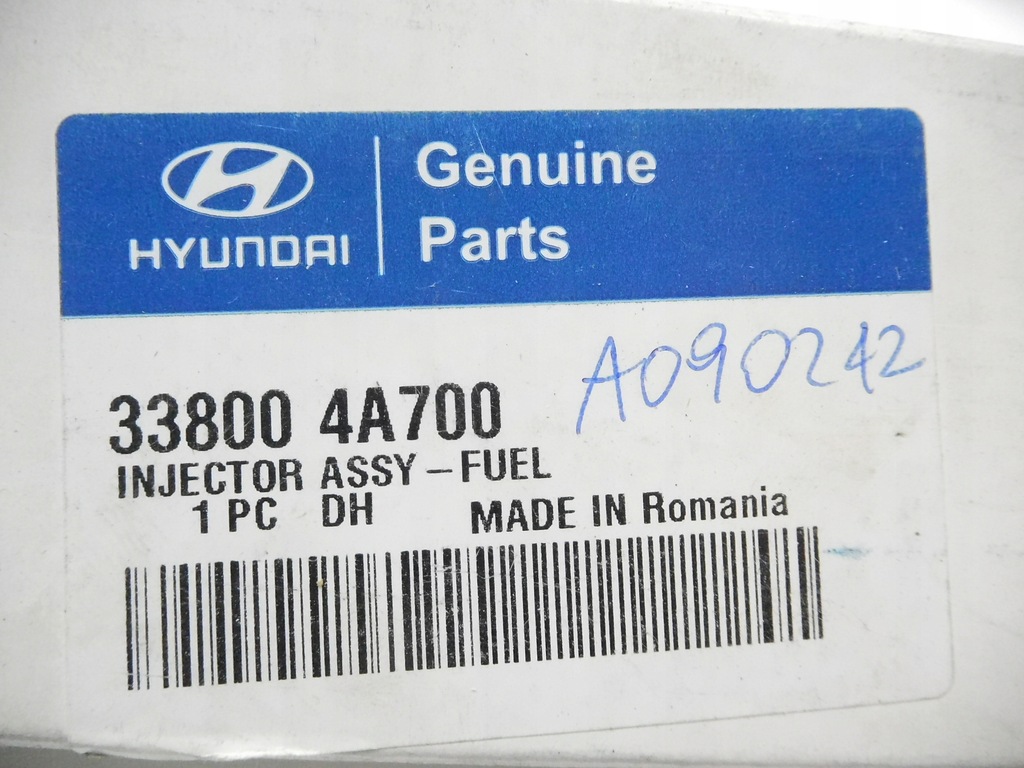 HYUNDAI
Genuine
Parts
A090242
33800 4A700
INJECTOR ASSY-FUEL
1 PC DH MADE IN Romania